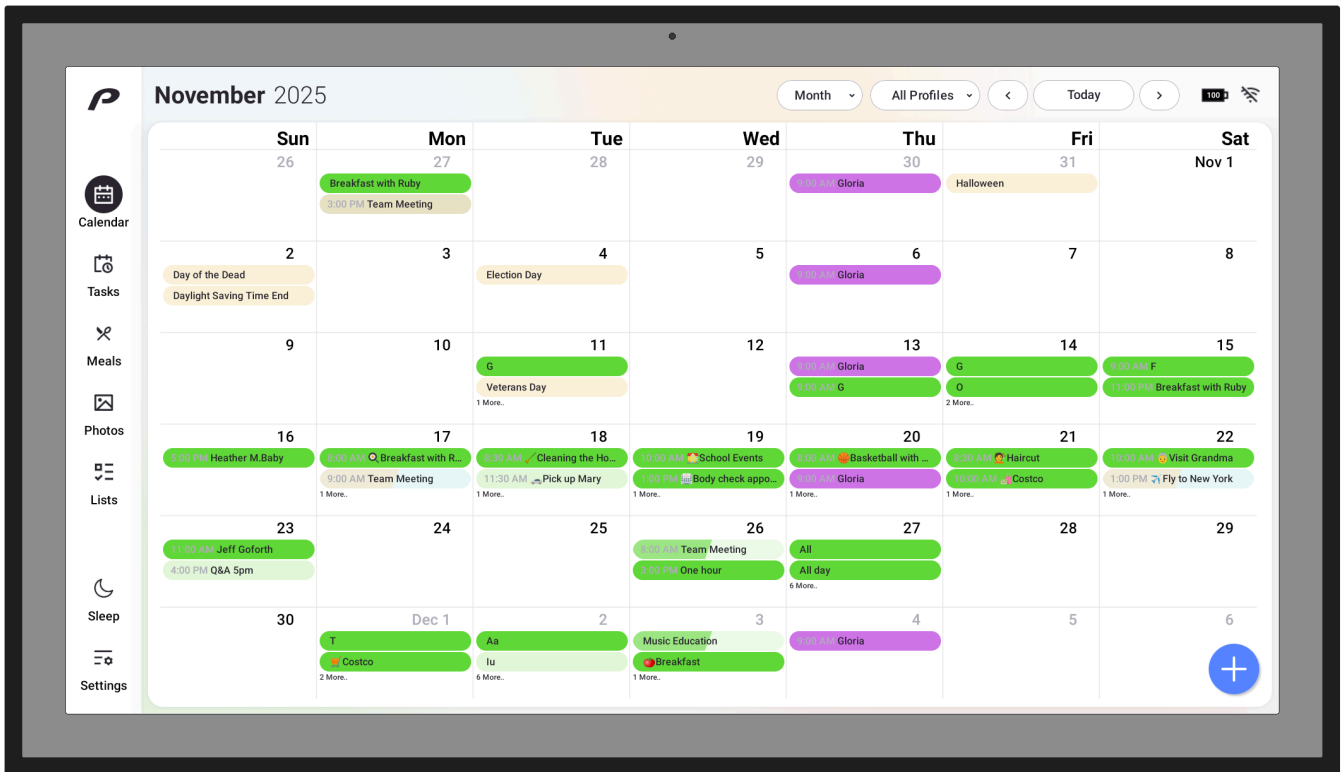 November 2025
Month
All Profiles
Today
100
Calendar
Tasks
Meals
Photos
Lists
Sleep
Settings
Sun Mon Tue Wed Thu Fri Sat
26 27 28 29 30 31 Nov 1
Breakfast with Ruby
3:00 PM Team Meeting
9:00 AM Gloria
Halloween
2 3 4 5 6 7 8
Day of the Dead
Daylight Saving Time End
Election Day
9:00 AM Gloria
9 10 11 12 13 14 15
G
Veterans Day
1 More..
9:00 AM Gloria
9:00 AM G
G
O
2 More..
9:00 AM F
11:00 PM Breakfast with Ruby
16 17 18 19 20 21 22
5:00 PM Heather M.Baby
6:00 AM 🍳Breakfast with R...
9:00 AM Team Meeting
1 More..
8:30 AM 🧹Cleaning the Ho...
11:30 AM 🚗Pick up Mary
1 More..
10:00 AM School Events
1:00 PM Body check appo...
1 More..
8:00 AM 🏀Basketball with ...
9:00 AM Gloria
1 More..
8:30 AM Haircut
10:00 AM Costco
1 More..
10:00 AM 👵Visit Grandma
1:00 PM ✈️Fly to New York
1 More..
23 24 25 26 27 28 29
11:00 AM Jeff Goforth
4:00 PM Q&A 5pm
8:00 AM Team Meeting
One hour
All
All day
6 More..
30 Dec 1 2 3 4 5 6
T
🛒Costco
2 More..
Aa
Iu
6 More..
Music Education
🍅Breakfast
1 More..
9:00 AM Gloria